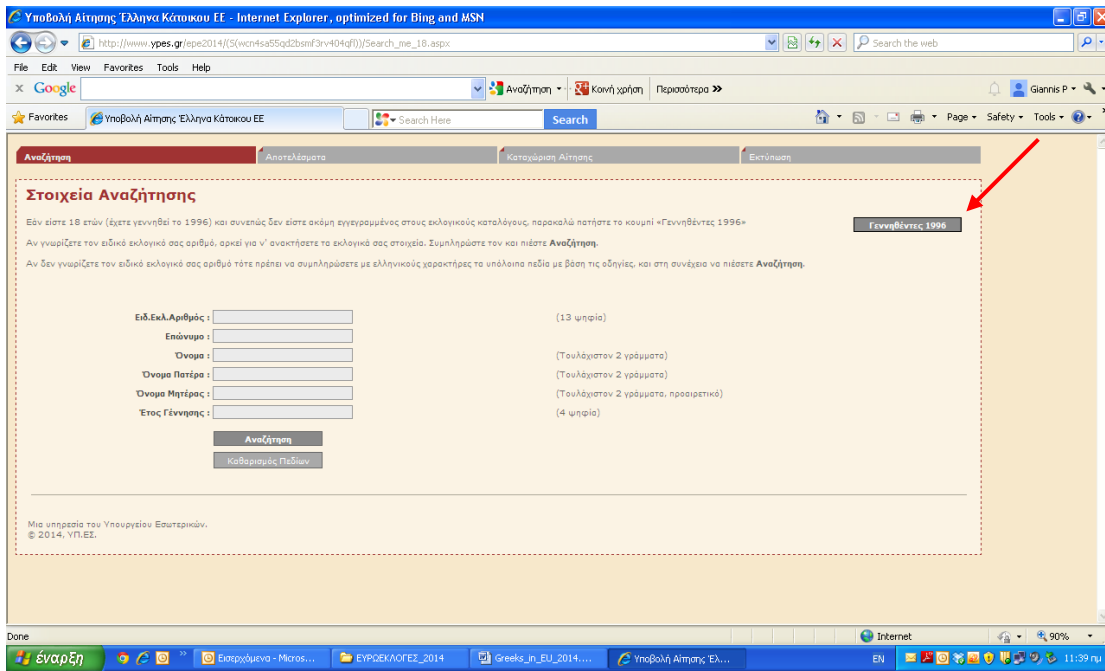 Υποβολή Αίτησης Έλληνα Κάτοικου ΕΕ - Internet Explorer, optimized for Bing and MSN
http://www.ypes.gr/epe2014/(S(wcn4sa55qd2bsmf3rv404qfl))/Search_me_18.aspx
Search the web
File Edit View Favorites Tools Help
x Google Αναζήτηση Κοινή χρήση Περισσότερα » Giannis P
Favorites Υποβολή Αίτησης Έλληνα Κάτοικου ΕΕ Search Here Search Page Safety Tools
Αναζήτηση Αποτελέσματα Καταχώριση Αίτησης Εκτύπωση
Στοιχεία Αναζήτησης
Εάν είστε 18 ετών (έχετε γεννηθεί το 1996) και συνεπώς δεν είστε ακόμη εγγεγραμμένος στους εκλογικούς καταλόγους, παρακαλώ πατήστε το κουμπί «Γεννηθέντες 1996» Γεννηθέντες 1996
Αν γνωρίζετε τον ειδικό εκλογικό σας αριθμό, αρκεί για ν' ανακτήσετε τα εκλογικά σας στοιχεία. Συμπληρώστε τον και πιέστε Αναζήτηση.
Αν δεν γνωρίζετε τον ειδικό εκλογικό σας αριθμό τότε πρέπει να συμπληρώσετε με ελληνικούς χαρακτήρες τα υπόλοιπα πεδία με βάση τις οδηγίες, και στη συνέχεια να πιέσετε Αναζήτηση.
Ειδ.Εκλ.Αριθμός : (13 ψηφία)
Επώνυμο :
Όνομα : (Τουλάχιστον 2 γράμματα)
Όνομα Πατέρα : (Τουλάχιστον 2 γράμματα)
Όνομα Μητέρας : (Τουλάχιστον 2 γράμματα, προαιρετικό)
Έτος Γέννησης : (4 ψηφία)
Αναζήτηση
Καθαρισμός Πεδίων
Μια υπηρεσία του Υπουργείου Εσωτερικών.
© 2014, ΥΠ.ΕΣ.
Done Internet 90%
έναρξη Εισερχόμενα - Micros... ΕΥΡΩΕΚΛΟΓΕΣ_2014 Greeks_in_EU_2014.... Υποβολή Αίτησης Έλ... EN 11:39 πμ